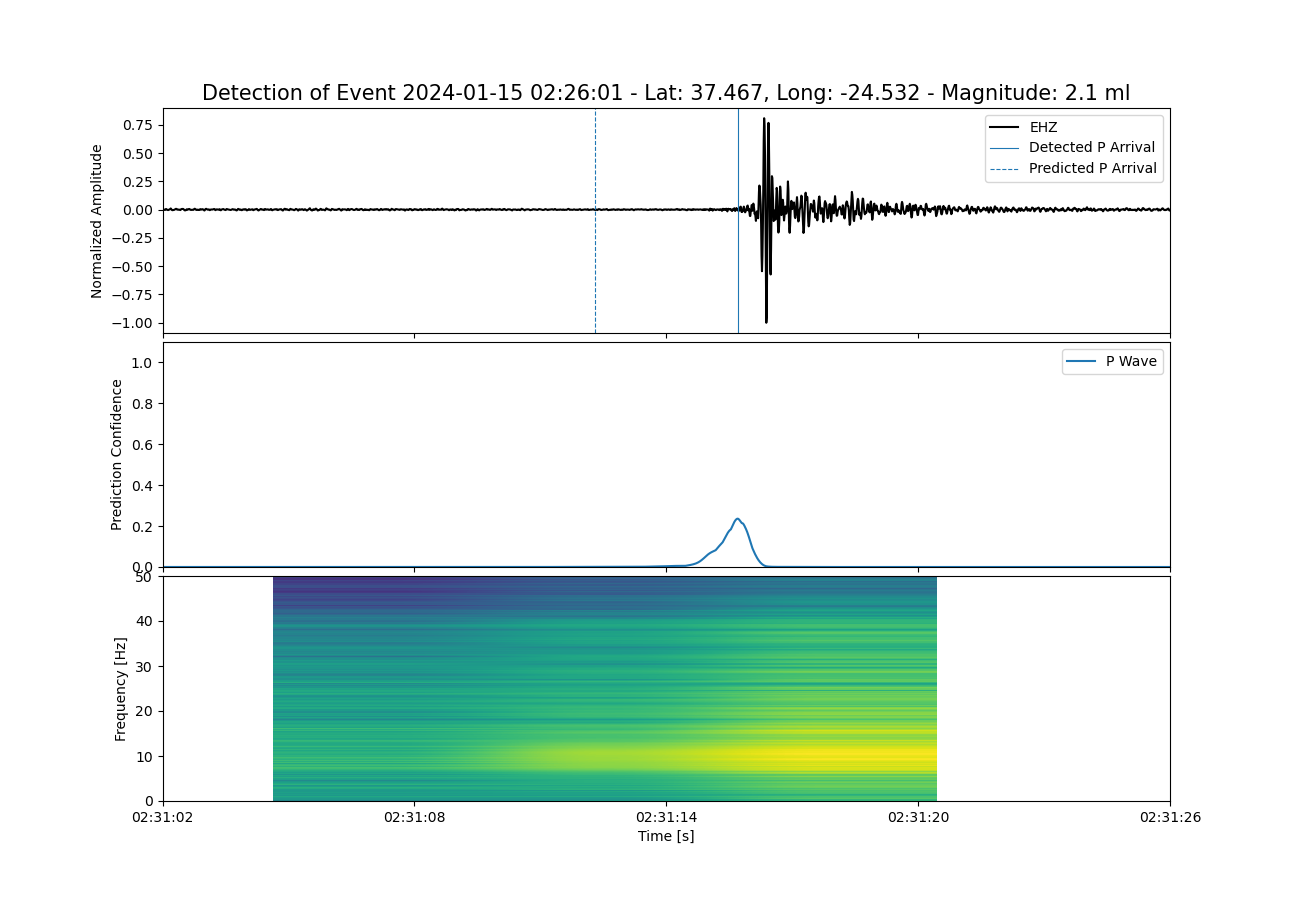 Detection of Event 2024-01-15 02:26:01 - Lat: 37.467, Long: -24.532 - Magnitude: 2.1 ml
Normalized Amplitude
0.75
0.50
0.25
0.00
−0.25
−0.50
−0.75
−1.00
EHZ
Detected P Arrival
Predicted P Arrival
Prediction Confidence
1.0
0.8
0.6
0.4
0.2
0.0
P Wave
Frequency [Hz]
50
40
30
20
10
0
02:31:02 02:31:08 02:31:14 02:31:20 02:31:26
Time [s]